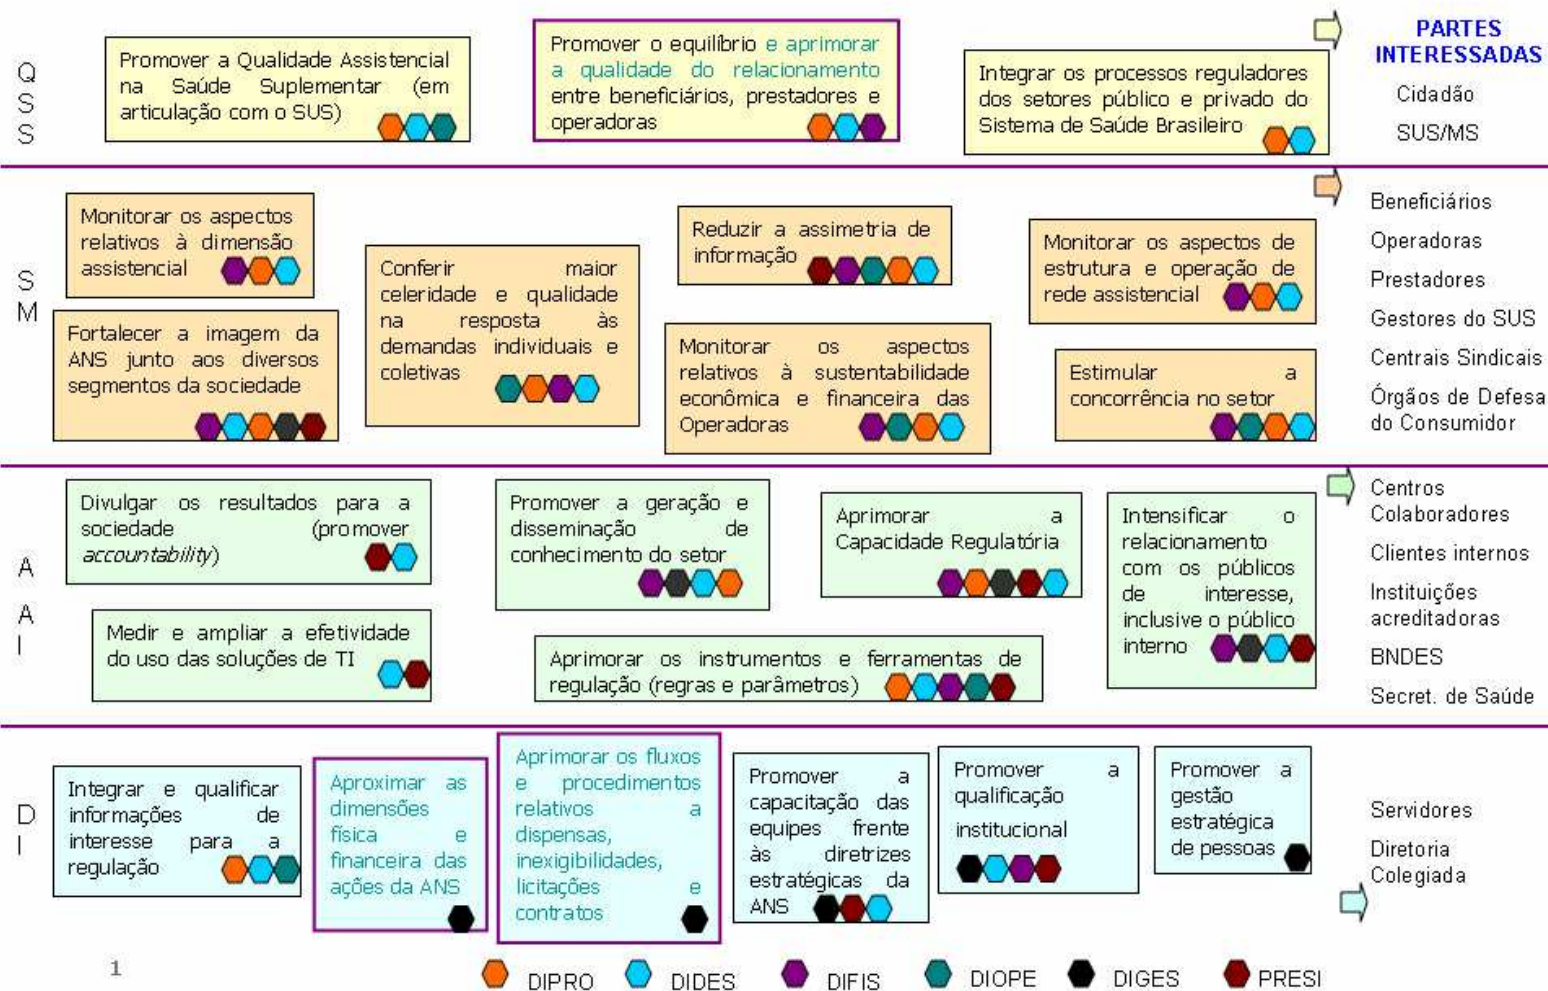 Q
S
S
Promover a Qualidade Assistencial
na Saúde Suplementar (em
articulação com o SUS)
Promover o equilíbrio e aprimorar
a qualidade do relacionamento
entre beneficiários, prestadores e
operadoras
Integrar os processos reguladores
dos setores público e privado do
Sistema de Saúde Brasileiro
PARTES
INTERESSADAS
Cidadão
SUS/MS
S
M
Monitorar os aspectos
relativos à dimensão
assistencial
Fortalecer a imagem da
ANS junto aos diversos
segmentos da sociedade
Conferir maior
celeridade e qualidade
na resposta às
demandas individuais e
coletivas
Reduzir a assimetria de
informação
Monitorar os aspectos
relativos à sustentabilidade
econômica e financeira das
Operadoras
Monitorar os aspectos de
estrutura e operação de
rede assistencial
Estimular a
concorrência no setor
Beneficiários
Operadoras
Prestadores
Gestores do SUS
Centrais Sindicais
Órgãos de Defesa
do Consumidor
A
A
I
Divulgar os resultados para a
sociedade (promover
accountability)
Medir e ampliar a efetividade
do uso das soluções de TI
Promover a geração e
disseminação de
conhecimento do setor
Aprimorar a
Capacidade Regulatória
Aprimorar os instrumentos e ferramentas de
regulação (regras e parâmetros)
Intensificar o
relacionamento
com os públicos
de interesse,
inclusive o público
interno
Centros
Colaboradores
Clientes internos
Instituições
acreditadoras
BNDES
Secret. de Saúde
D
I
Integrar e qualificar
informações de
interesse para a
regulação
Aproximar as
dimensões
física e
financeira das
ações da ANS
Aprimorar os fluxos
e procedimentos
relativos a
dispensas,
inexigibilidades,
licitações e
contratos
Promover a
capacitação das
equipes frente
às diretrizes
estratégicas da
ANS
Promover a
qualificação
institucional
Promover a
gestão
estratégica
de pessoas
Servidores
Diretoria
Colegiada
1
DIPRO DIDES DIFIS DIOPE DIGES PRESI